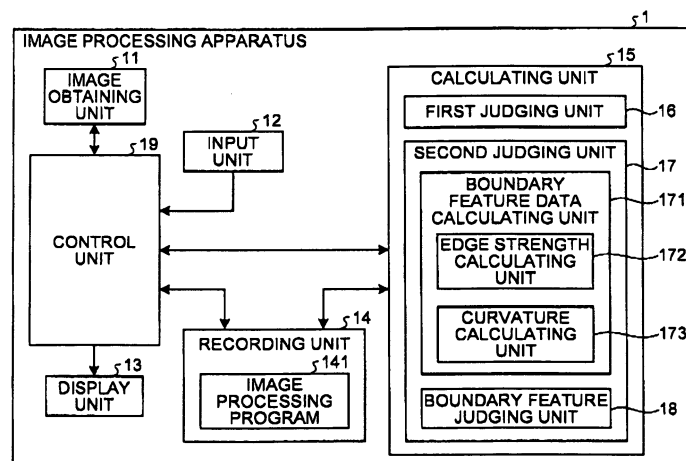 1
IMAGE PROCESSING APPARATUS
11
IMAGE
OBTAINING
UNIT
12
INPUT
UNIT
19
CONTROL
UNIT
13
DISPLAY
UNIT
14
RECORDING UNIT
141
IMAGE
PROCESSING
PROGRAM
15
CALCULATING UNIT
FIRST JUDGING UNIT
16
SECOND JUDGING UNIT
17
BOUNDARY
FEATURE DATA
CALCULATING UNIT
171
EDGE STRENGTH
CALCULATING
UNIT
172
CURVATURE
CALCULATING
UNIT
173
BOUNDARY FEATURE
JUDGING UNIT
18